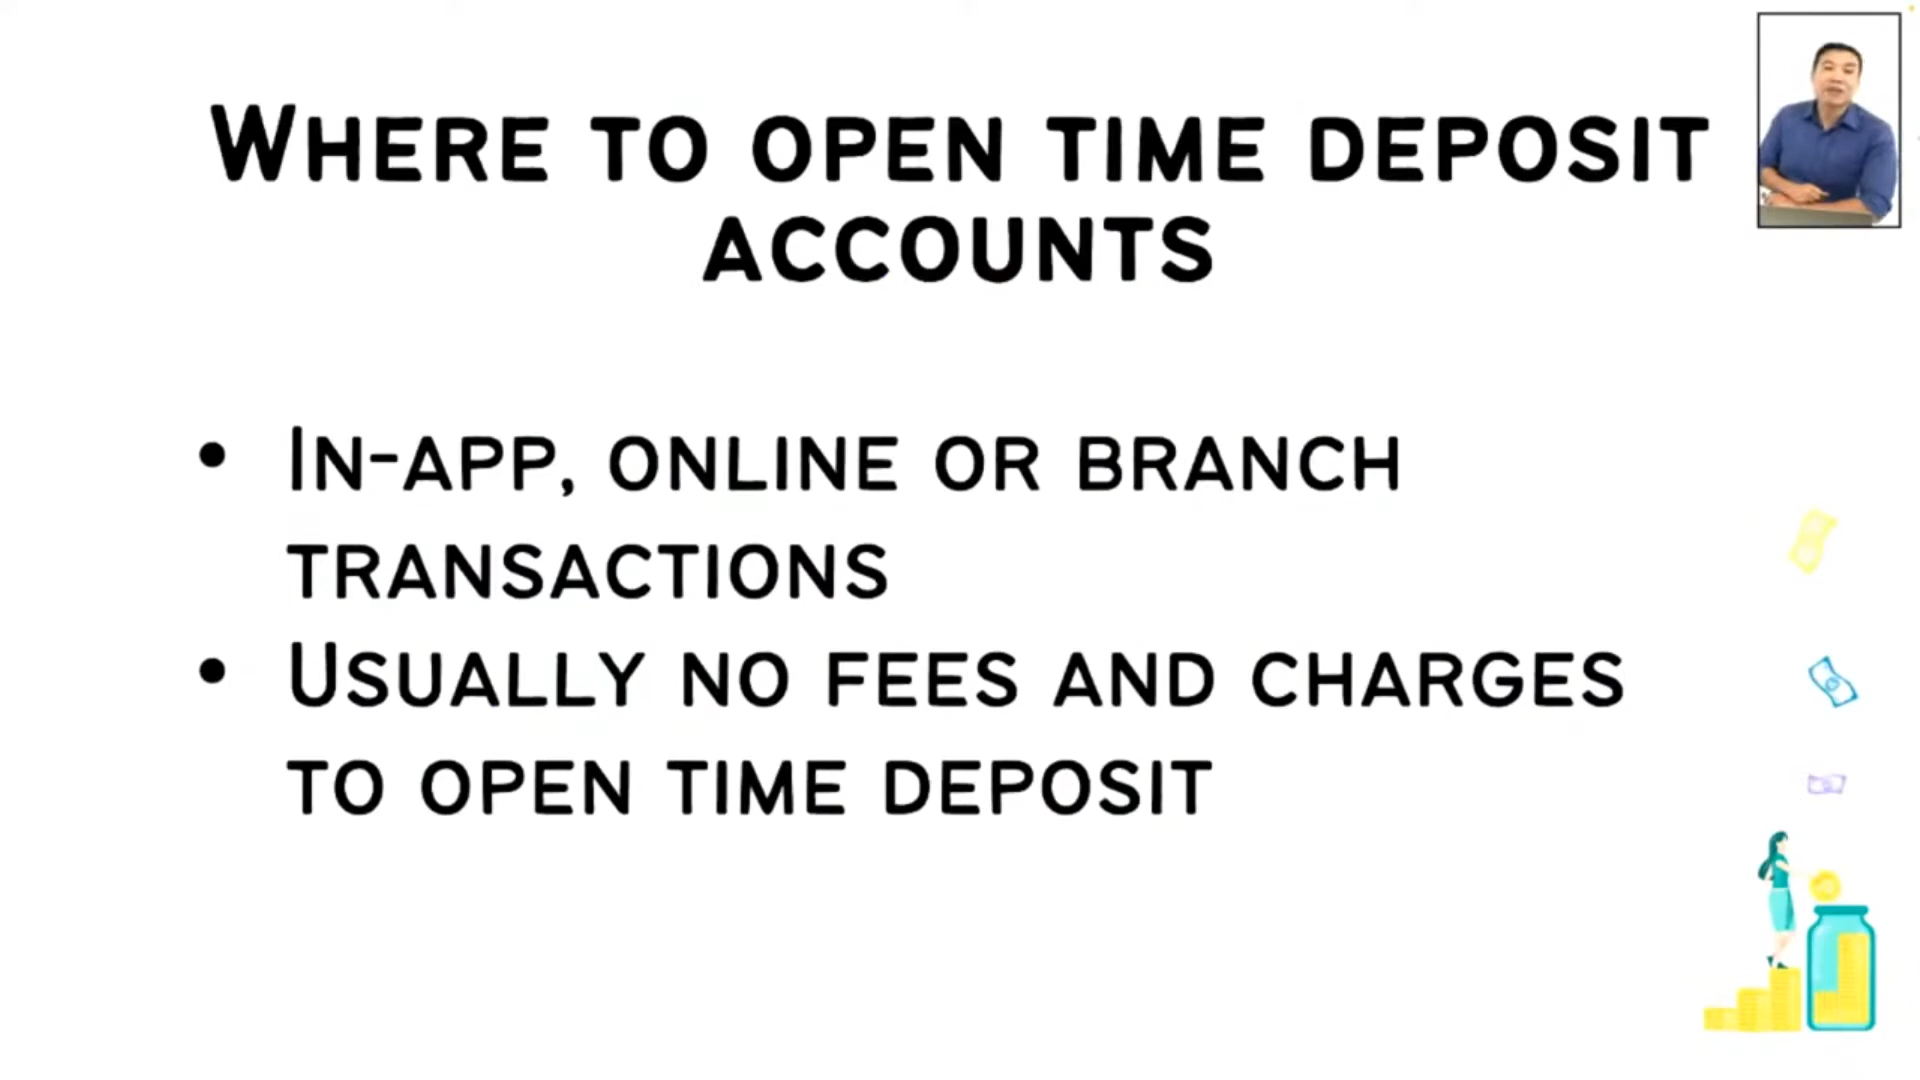 WHERE TO OPEN TIME DEPOSIT
ACCOUNTS
• IN-APP, ONLINE OR BRANCH
TRANSACTIONS
• USUALLY NO FEES AND CHARGES
TO OPEN TIME DEPOSIT